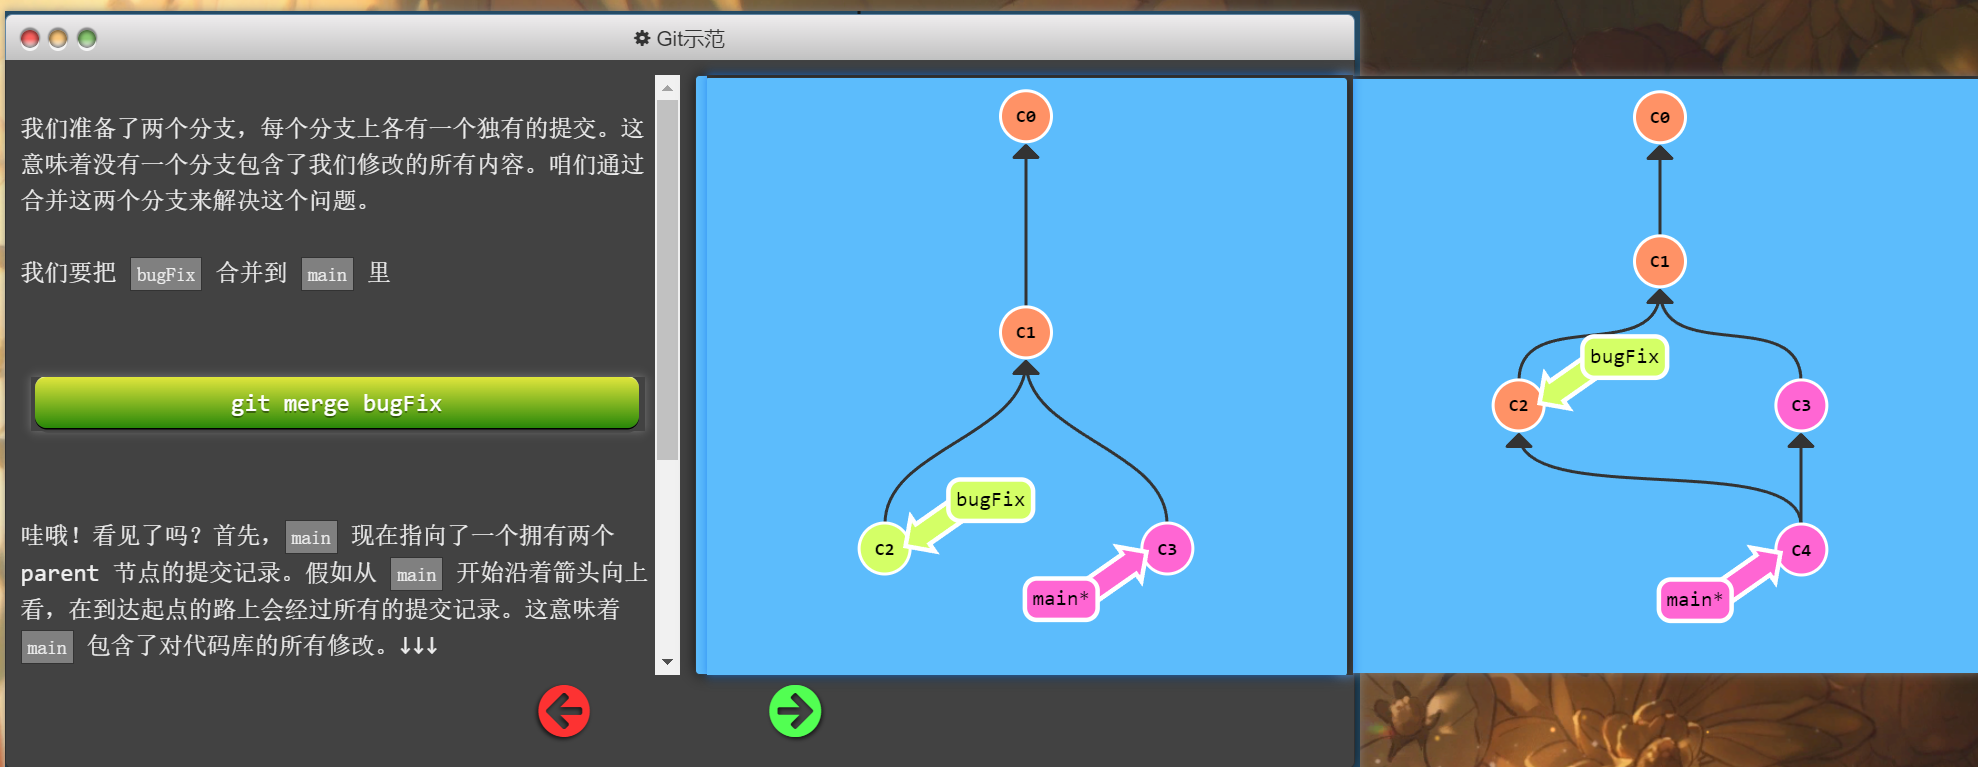 Git示范
我们准备了两个分支，每个分支上各有一个独有的提交。这
意味着没有一个分支包含了我们修改的所有内容。咱们通过
合并这两个分支来解决这个问题。
我们要把 bugFix 合并到 main 里
git merge bugFix
哇哦！看见了吗？首先，main 现在指向了一个拥有两个
parent 节点的提交记录。假如从 main 开始沿着箭头向上
看，在到达起点的路上会经过所有的提交记录。这意味着
main 包含了对代码库的所有修改。↓↓↓
C0
C1
bugFix
C2
C3
main*
C0
C1
bugFix
C2
C3
C4
main*